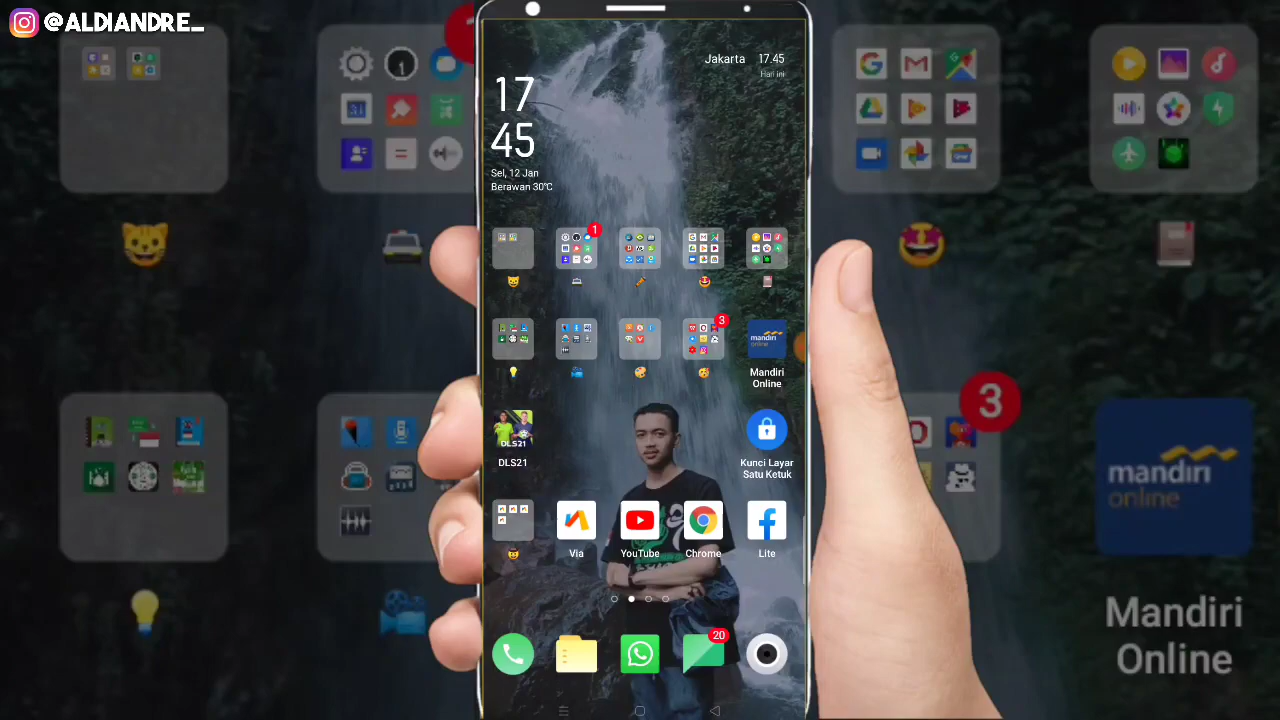 @ALDIANDRE_
Jakarta 17.45
Hari ini
17
45
Sel, 12 Jan
Berawan 30°C
1
3
mandiri
online
Mandiri
Online
DLS21
DLS21
Kunci Layar
Satu Ketuk
Via
YouTube
Chrome
Lite
20
3
mandiri
online
Mandiri
Online